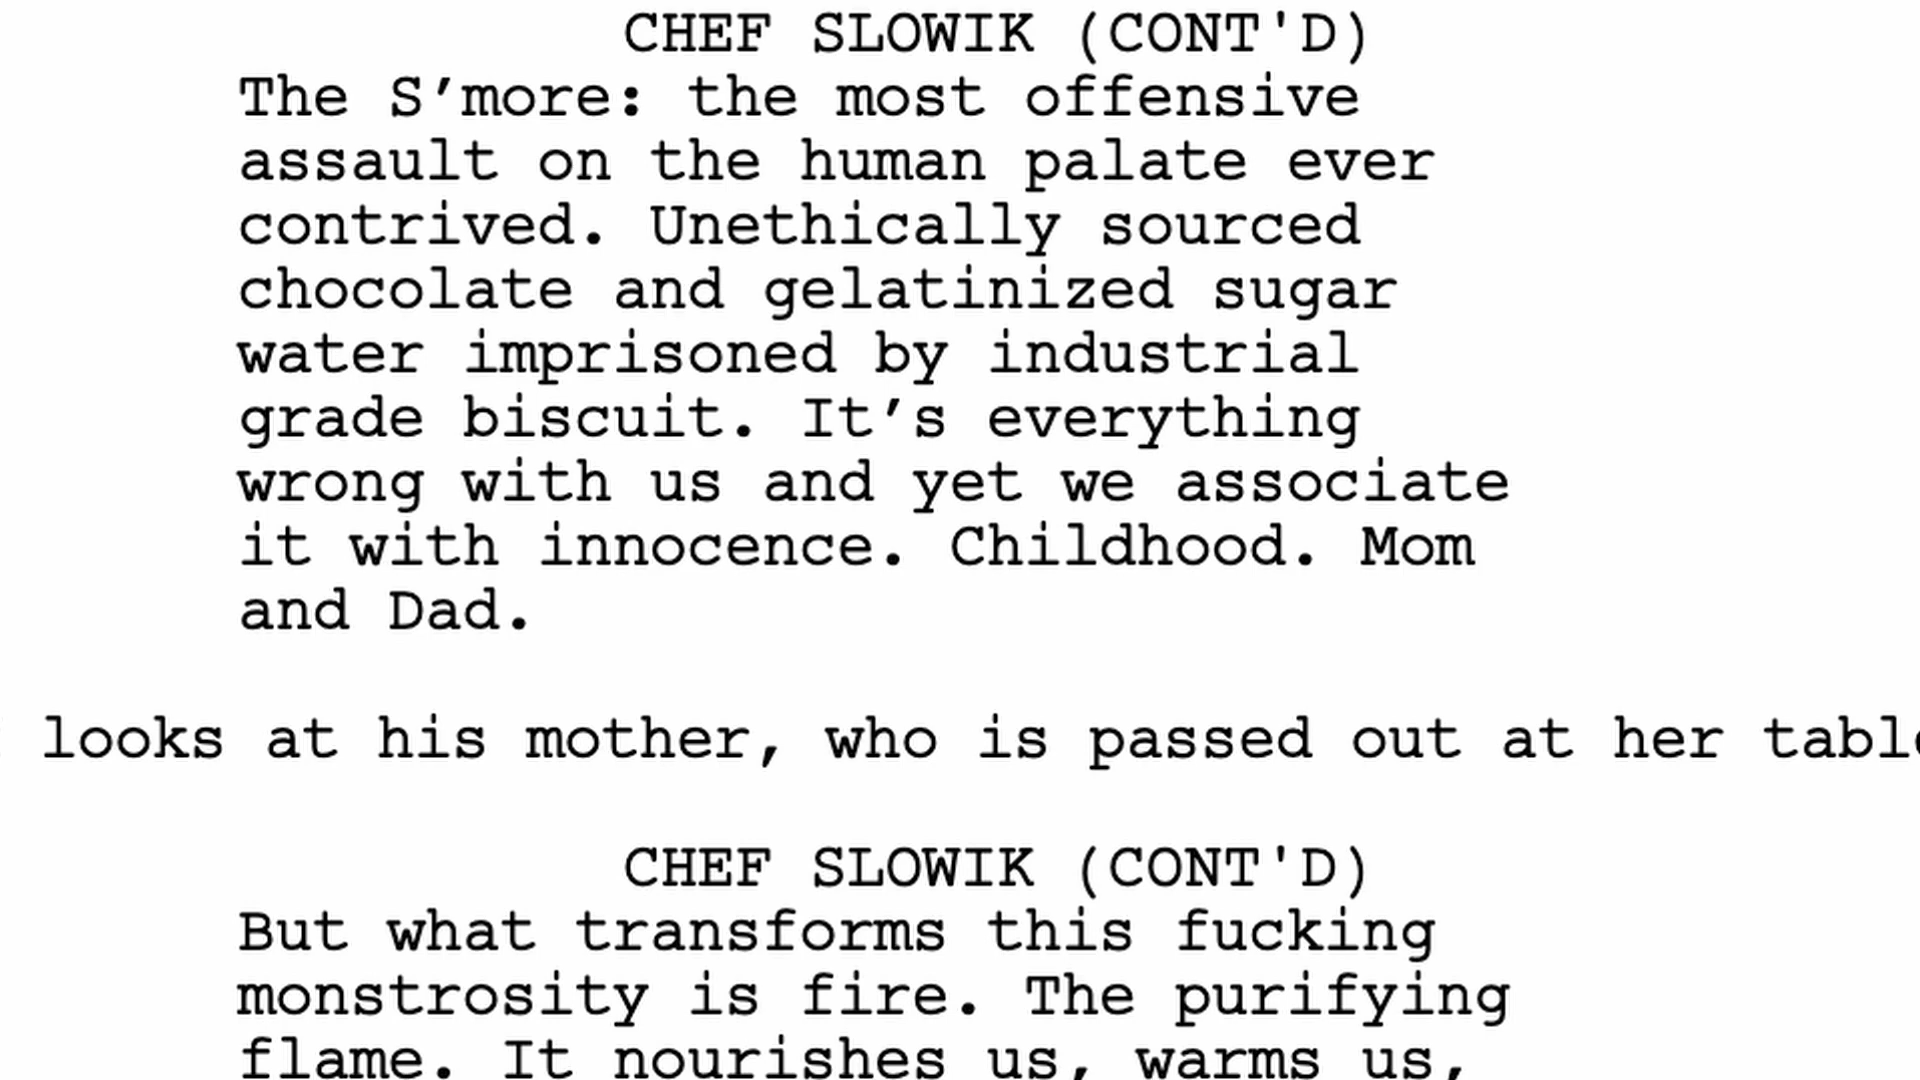 CHEF SLOWIK (CONT'D)
The S’more: the most offensive
assault on the human palate ever
contrived. Unethically sourced
chocolate and gelatinized sugar
water imprisoned by industrial
grade biscuit. It’s everything
wrong with us and yet we associate
it with innocence. Childhood. Mom
and Dad.
looks at his mother, who is passed out at her table
CHEF SLOWIK (CONT'D)
But what transforms this fucking
monstrosity is fire. The purifying
flame. It nourishes us, warms us,